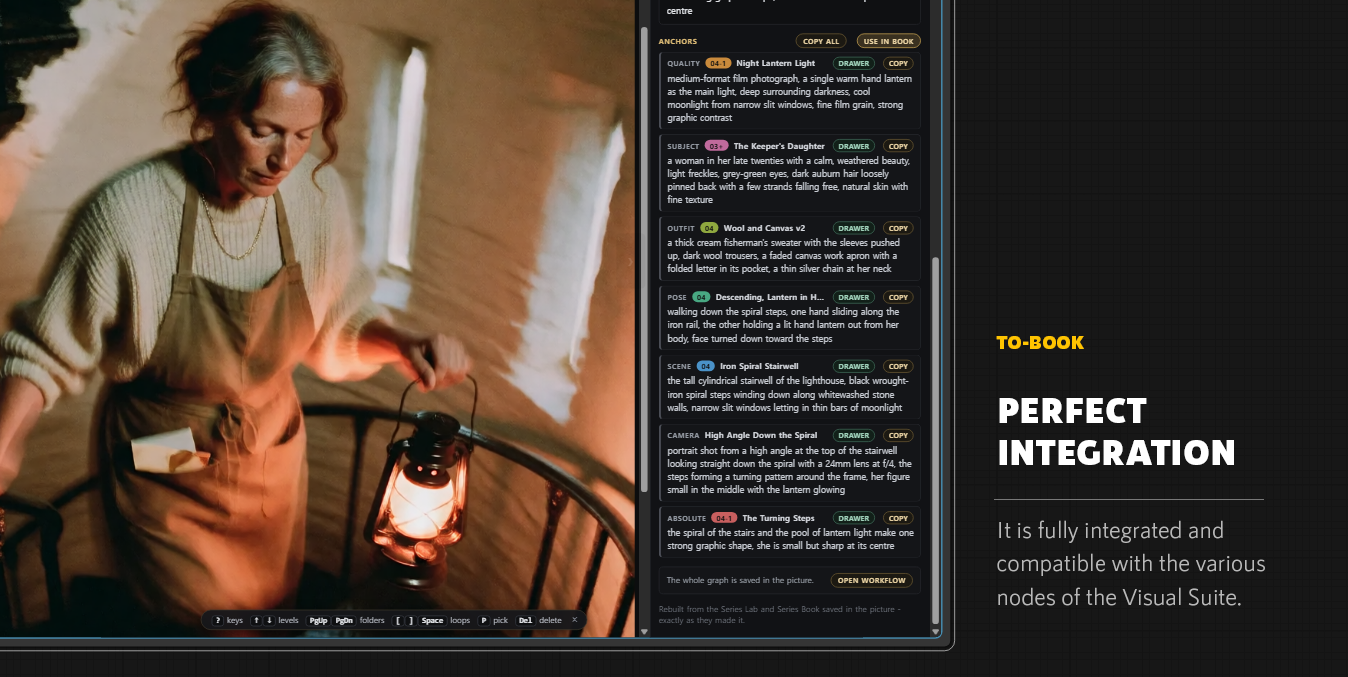 centre
ANCHORS COPY ALL USE IN BOOK
QUALITY 04-1 Night Lantern Light DRAWER COPY
medium-format film photograph, a single warm hand lantern
as the main light, deep surrounding darkness, cool
moonlight from narrow slit windows, fine film grain, strong
graphic contrast
SUBJECT 03+ The Keeper's Daughter DRAWER COPY
a woman in her late twenties with a calm, weathered beauty,
light freckles, grey-green eyes, dark auburn hair loosely
pinned back with a few strands falling free, natural skin with
fine texture
OUTFIT 04 Wool and Canvas v2 DRAWER COPY
a thick cream fisherman's sweater with the sleeves pushed
up, dark wool trousers, a faded canvas work apron with a
folded letter in its pocket, a thin silver chain at her neck
POSE 04 Descending, Lantern in H... DRAWER COPY
walking down the spiral steps, one hand sliding along the
iron rail, the other holding a lit hand lantern out from her
body, face turned down toward the steps
SCENE 04 Iron Spiral Stairwell DRAWER COPY
the tall cylindrical stairwell of the lighthouse, black wrought-
iron spiral steps winding down along whitewashed stone
walls, narrow slit windows letting in thin bars of moonlight
CAMERA High Angle Down the Spiral DRAWER COPY
portrait shot from a high angle at the top of the stairwell
looking straight down the spiral with a 24mm lens at f/4, the
steps forming a turning pattern around the frame, her figure
small in the middle with the lantern glowing
ABSOLUTE 04-1 The Turning Steps DRAWER COPY
the spiral of the stairs and the pool of lantern light make one
strong graphic shape, she is small but sharp at its centre
The whole graph is saved in the picture. OPEN WORKFLOW
Rebuilt from the Series Lab and Series Book saved in the picture -
exactly as they made it.
? keys ↑ ↓ levels PgUp PgDn folders [ ] Space loops P pick Del delete ×
TO-BOOK
PERFECT
INTEGRATION
It is fully integrated and
compatible with the various
nodes of the Visual Suite.